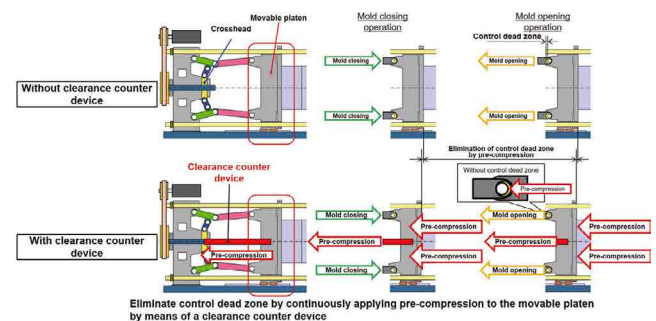 Movable platen
Crosshead
Mold closing
operation
Mold opening
operation
Control dead zone
Without clearance counter
device
Mold closing
Mold opening
Mold closing
Mold opening
Elimination of control dead zone
by pre-compression
Without control dead zone
Pre-compression
Clearance counter
device
With clearance counter
device
Mold closing
Mold opening
Pre-compression
Pre-compression
Pre-compression
Pre-compression
Pre-compression
Pre-compression
Pre-compression
Mold closing
Mold opening
Eliminate control dead zone by continuously applying pre-compression to the movable platen
by means of a clearance counter device